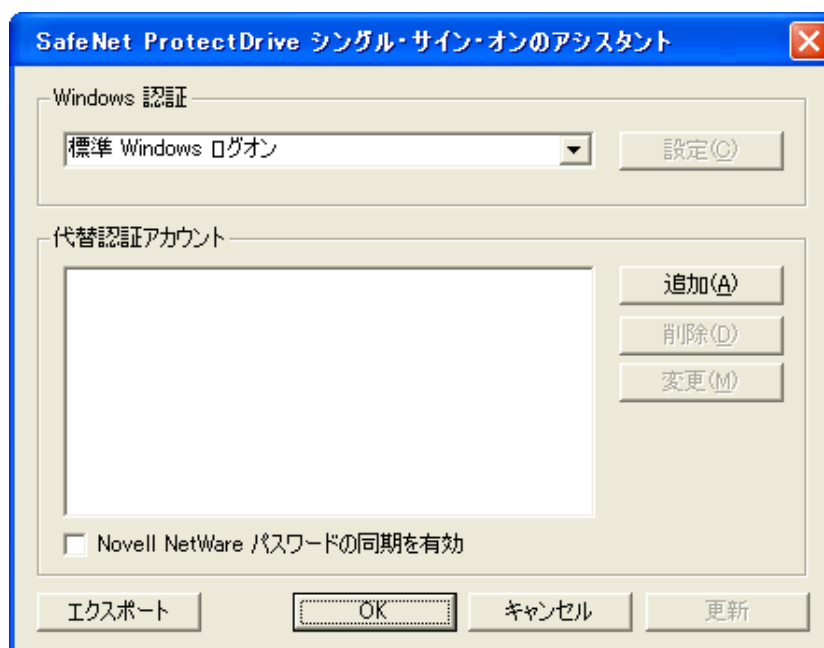 SafeNet ProtectDrive シングル・サイン・オンのアシスタント
Windows 認証
標準 Windows ログオン
設定(C)
代替認証アカウント
追加(A)
削除(D)
変更(M)
Novell NetWare パスワードの同期を有効
エクスポート
OK
キャンセル
更新